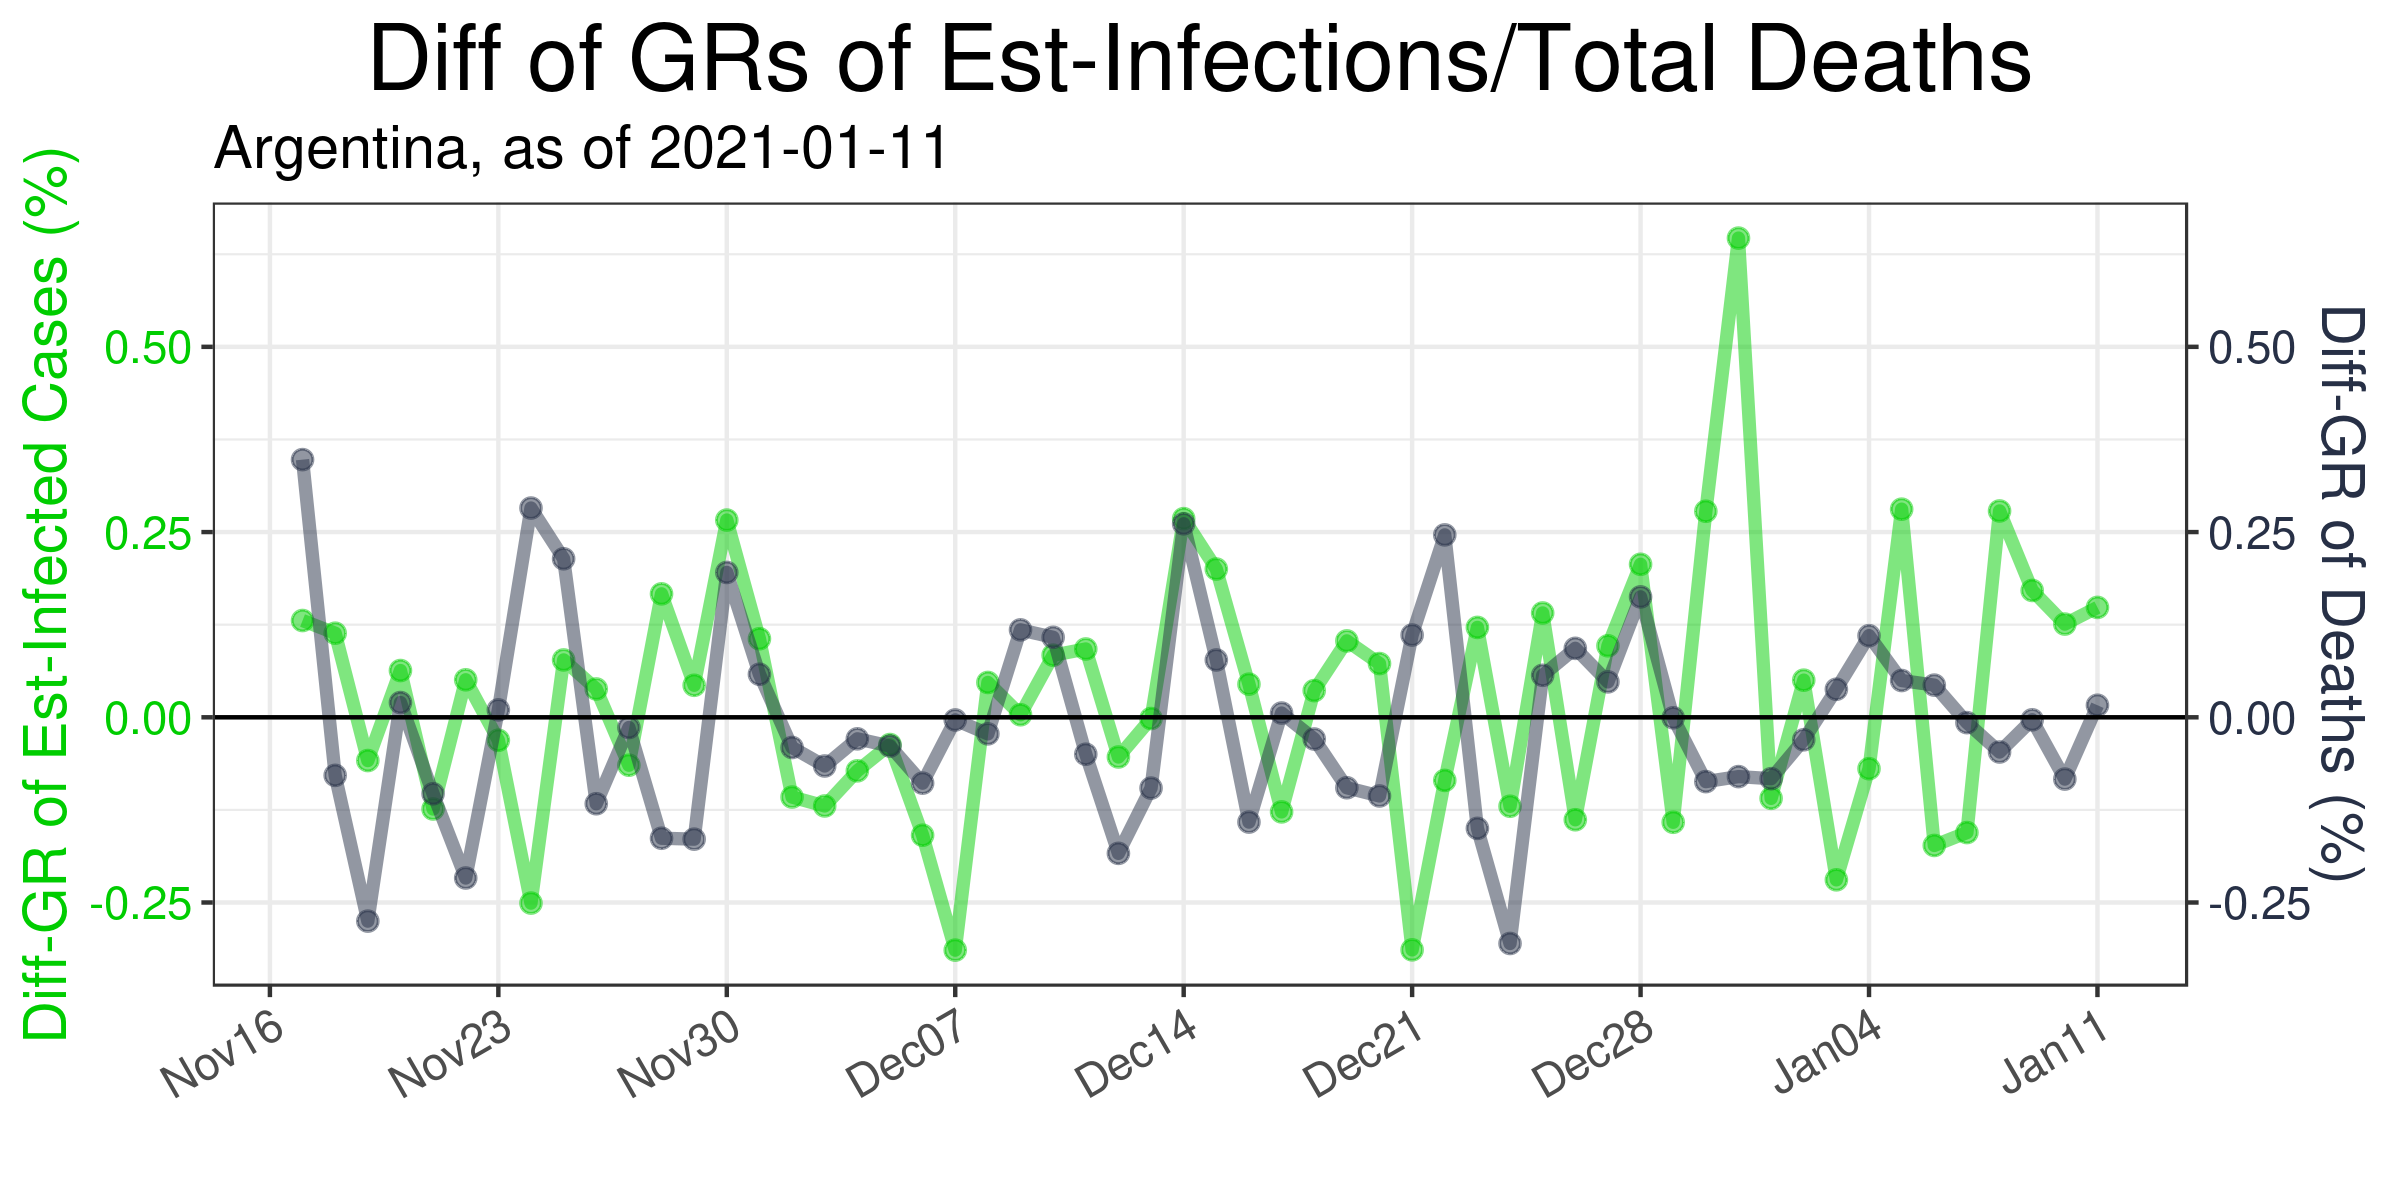 Diff of GRs of Est-Infections/Total Deaths
Argentina, as of 2021-01-11
Diff-GR of Est-Infected Cases (%)
0.50
0.25
0.00
-0.25
0.50
0.25
0.00
-0.25
Diff-GR of Deaths (%)
Nov16
Nov23
Nov30
Dec07
Dec14
Dec21
Dec28
Jan04
Jan11